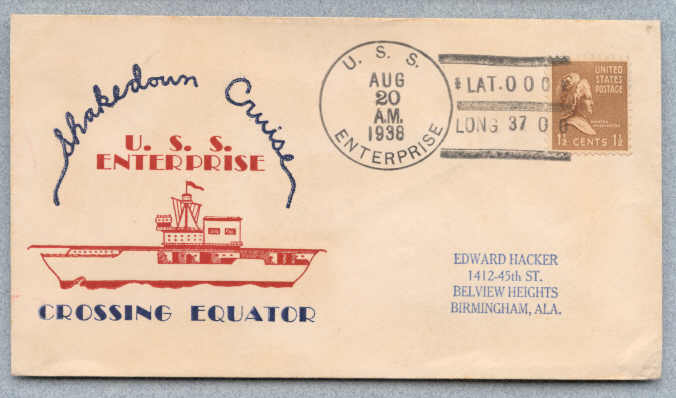 Shakedown Cruise
U. S. S.
ENTERPRISE
CROSSING EQUATOR
U. S. S.
AUG
20
A.M.
1938
ENTERPRISE
LAT. 0 0 0
LONG 37 0 0
UNITED
STATES
POSTAGE
1½ CENTS 1½
EDWARD HACKER
1412-45th ST.
BELVIEW HEIGHTS
BIRMINGHAM, ALA.